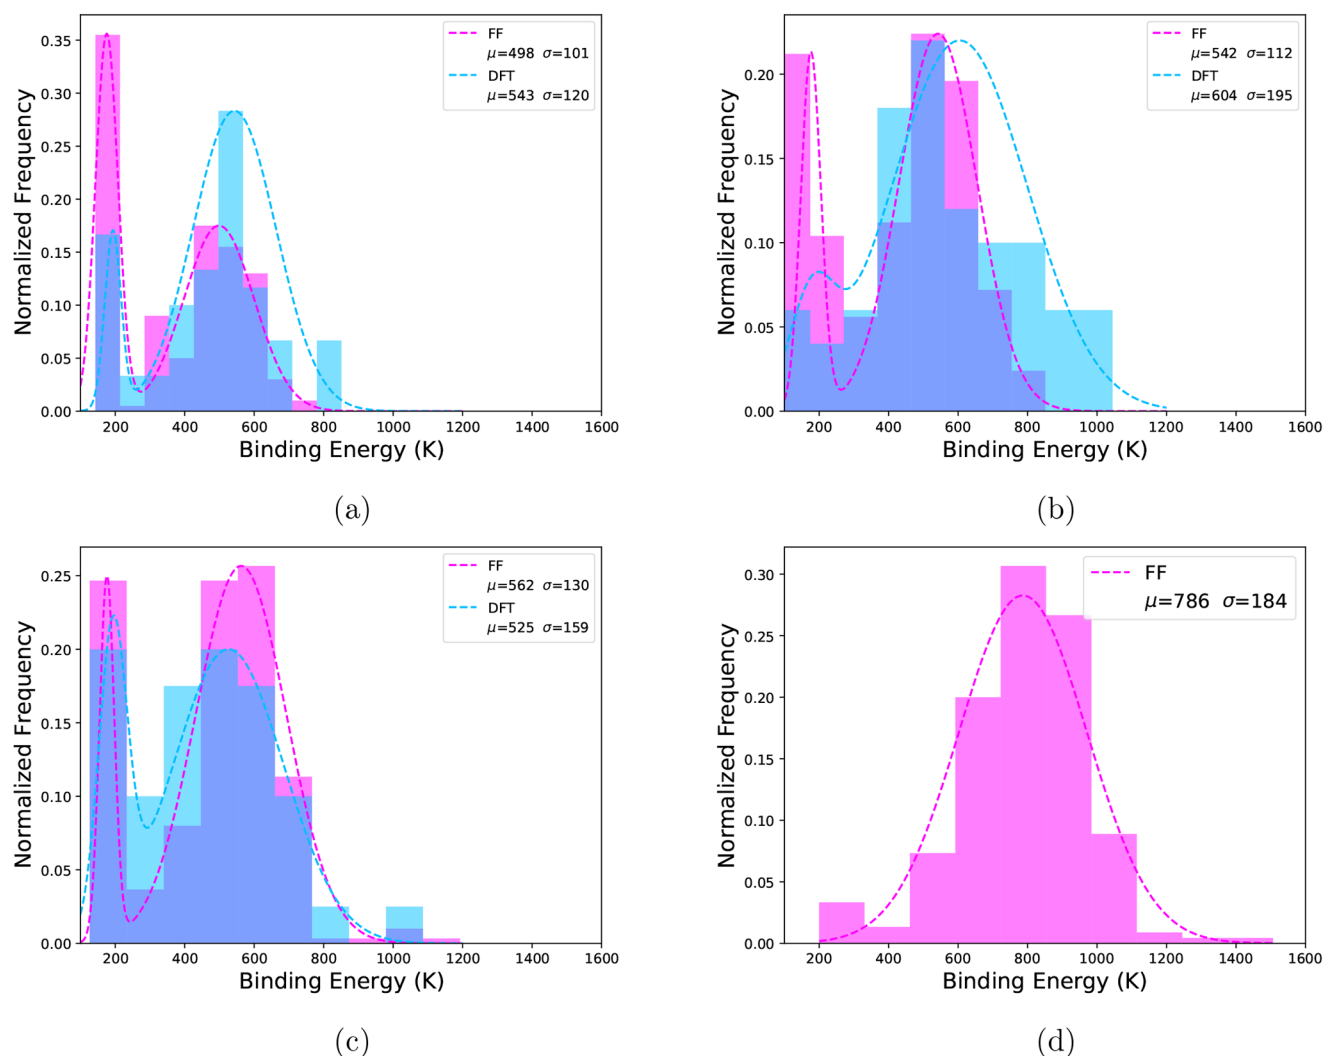 FF
μ=498 σ=101
DFT
μ=543 σ=120
Normalized Frequency
0.35
0.30
0.25
0.20
0.15
0.10
0.05
0.00
200 400 600 800 1000 1200 1400 1600
Binding Energy (K)
(a)
FF
μ=542 σ=112
DFT
μ=604 σ=195
Normalized Frequency
0.20
0.15
0.10
0.05
0.00
200 400 600 800 1000 1200 1400 1600
Binding Energy (K)
(b)
FF
μ=562 σ=130
DFT
μ=525 σ=159
Normalized Frequency
0.25
0.20
0.15
0.10
0.05
0.00
200 400 600 800 1000 1200 1400 1600
Binding Energy (K)
(c)
FF
μ=786 σ=184
Normalized Frequency
0.30
0.25
0.20
0.15
0.10
0.05
0.00
200 400 600 800 1000 1200 1400 1600
Binding Energy (K)
(d)